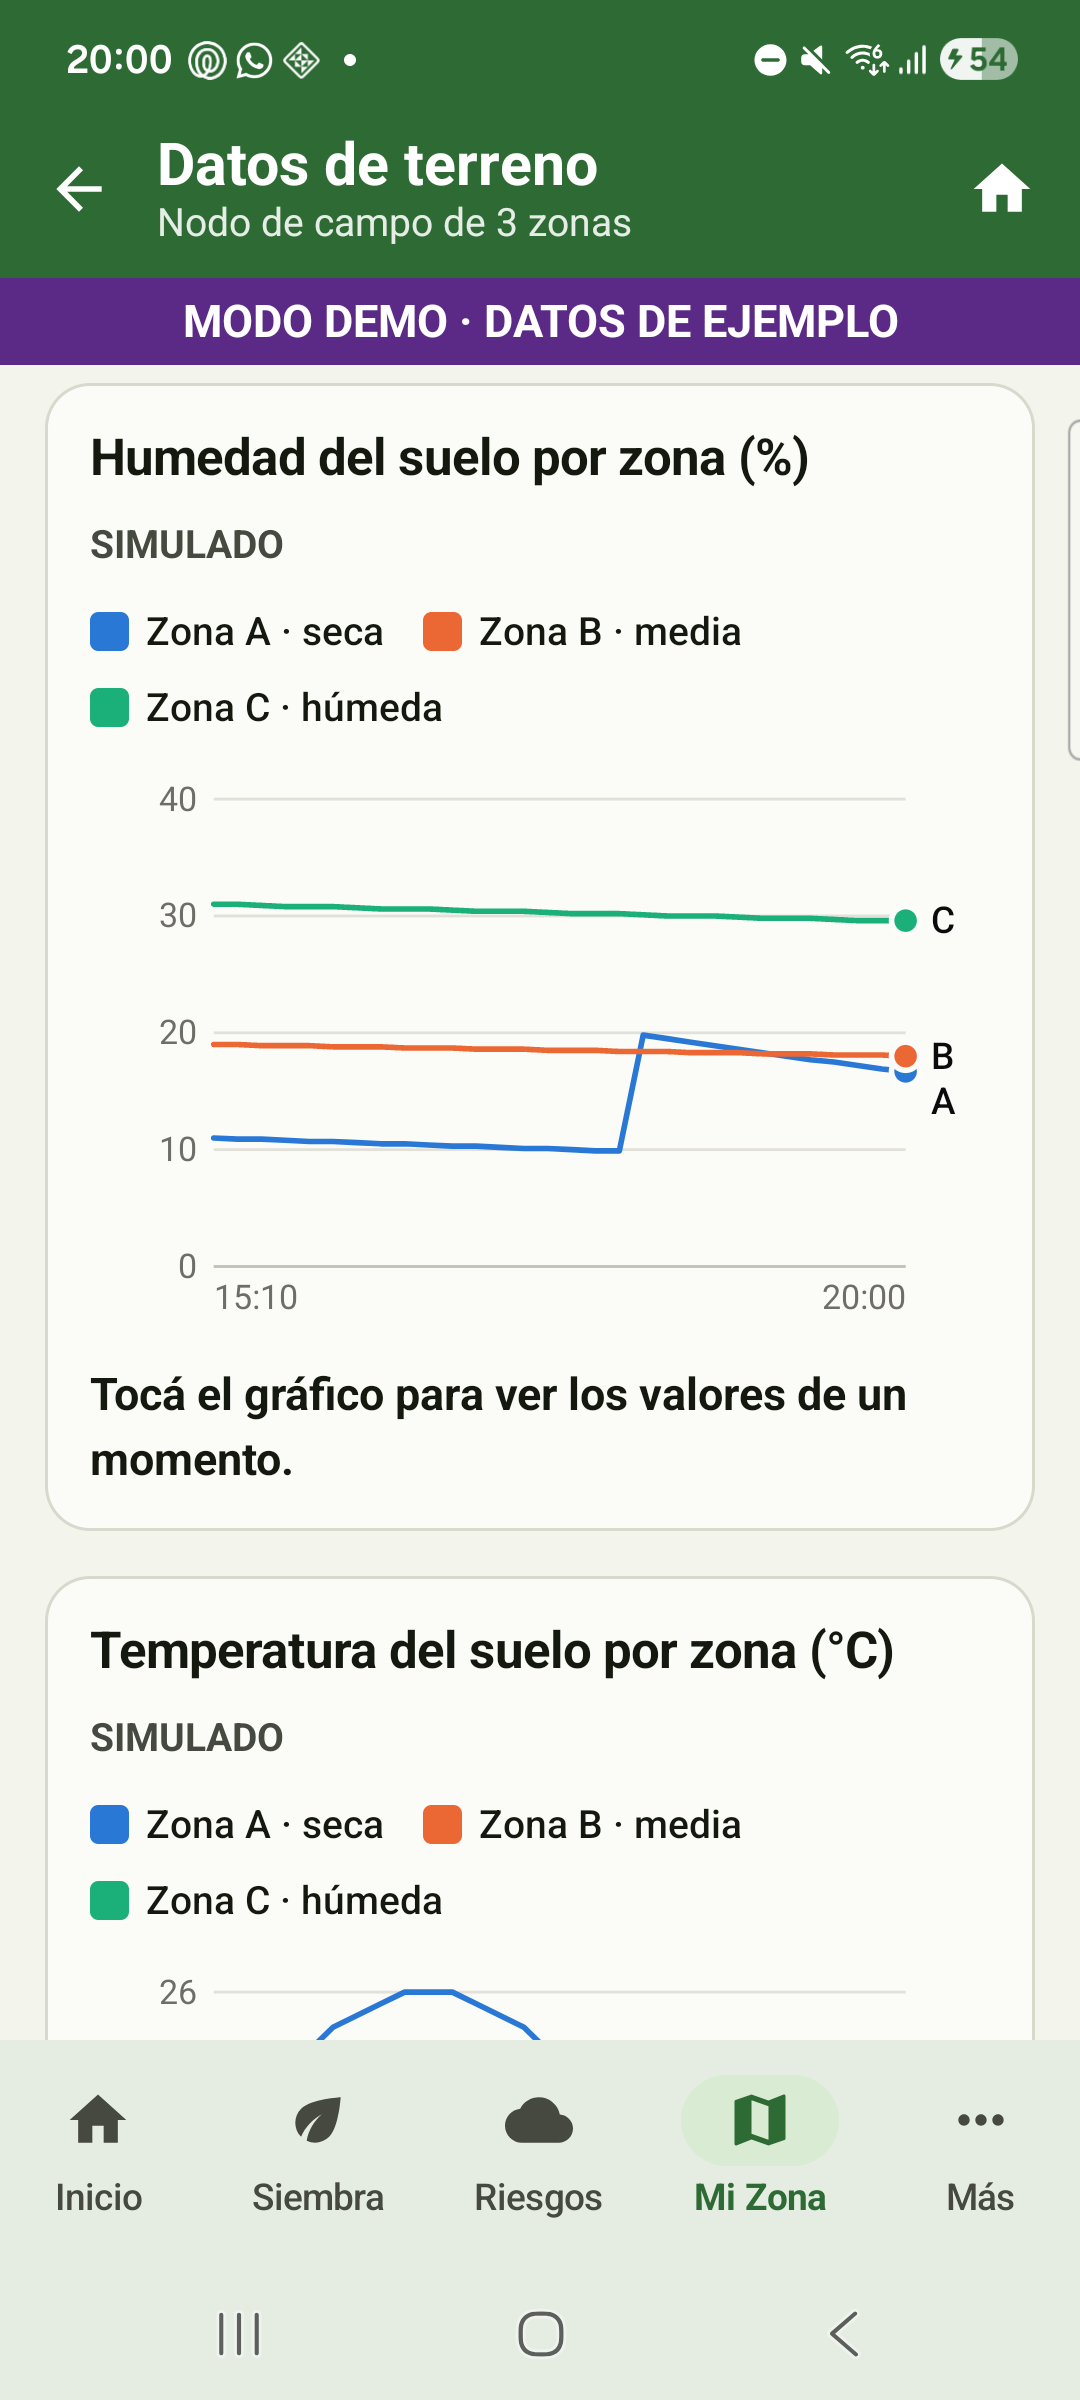 20:00
54
Datos de terreno
Nodo de campo de 3 zonas
MODO DEMO · DATOS DE EJEMPLO
Humedad del suelo por zona (%)
SIMULADO
Zona A · seca
Zona B · media
Zona C · húmeda
40
30
20
10
0
C
B
A
15:10
20:00
Tocá el gráfico para ver los valores de un
momento.
Temperatura del suelo por zona (°C)
SIMULADO
Zona A · seca
Zona B · media
Zona C · húmeda
26
Inicio
Siembra
Riesgos
Mi Zona
Más